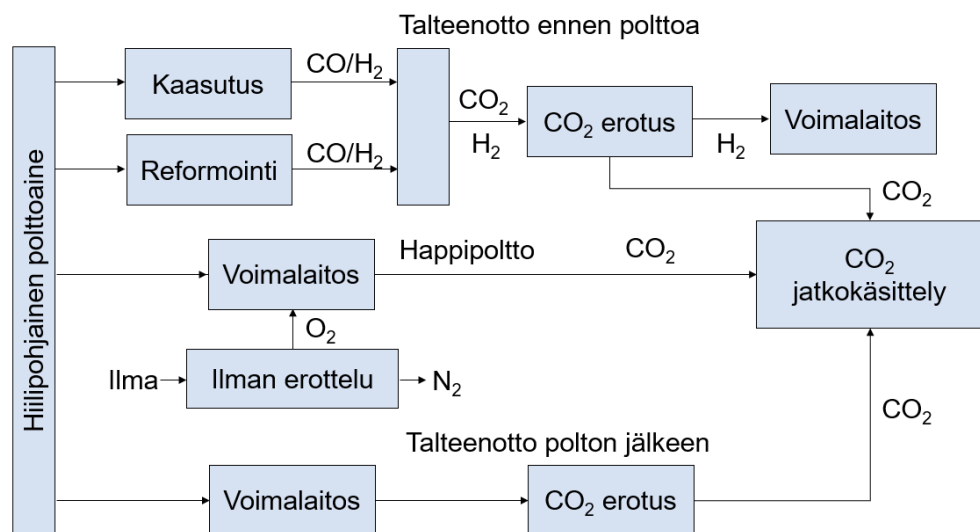 Talteenotto ennen polttoa
Hiilipohjainen polttoaine
Kaasutus
CO/H₂
CO₂
H₂
CO₂ erotus
H₂
Voimalaitos
Reformointi
CO/H₂
CO₂
Voimalaitos
Happipoltto
CO₂
CO₂
jatkokäsittely
O₂
Ilma
Ilman erottelu
N₂
CO₂
Talteenotto polton jälkeen
Voimalaitos
CO₂ erotus